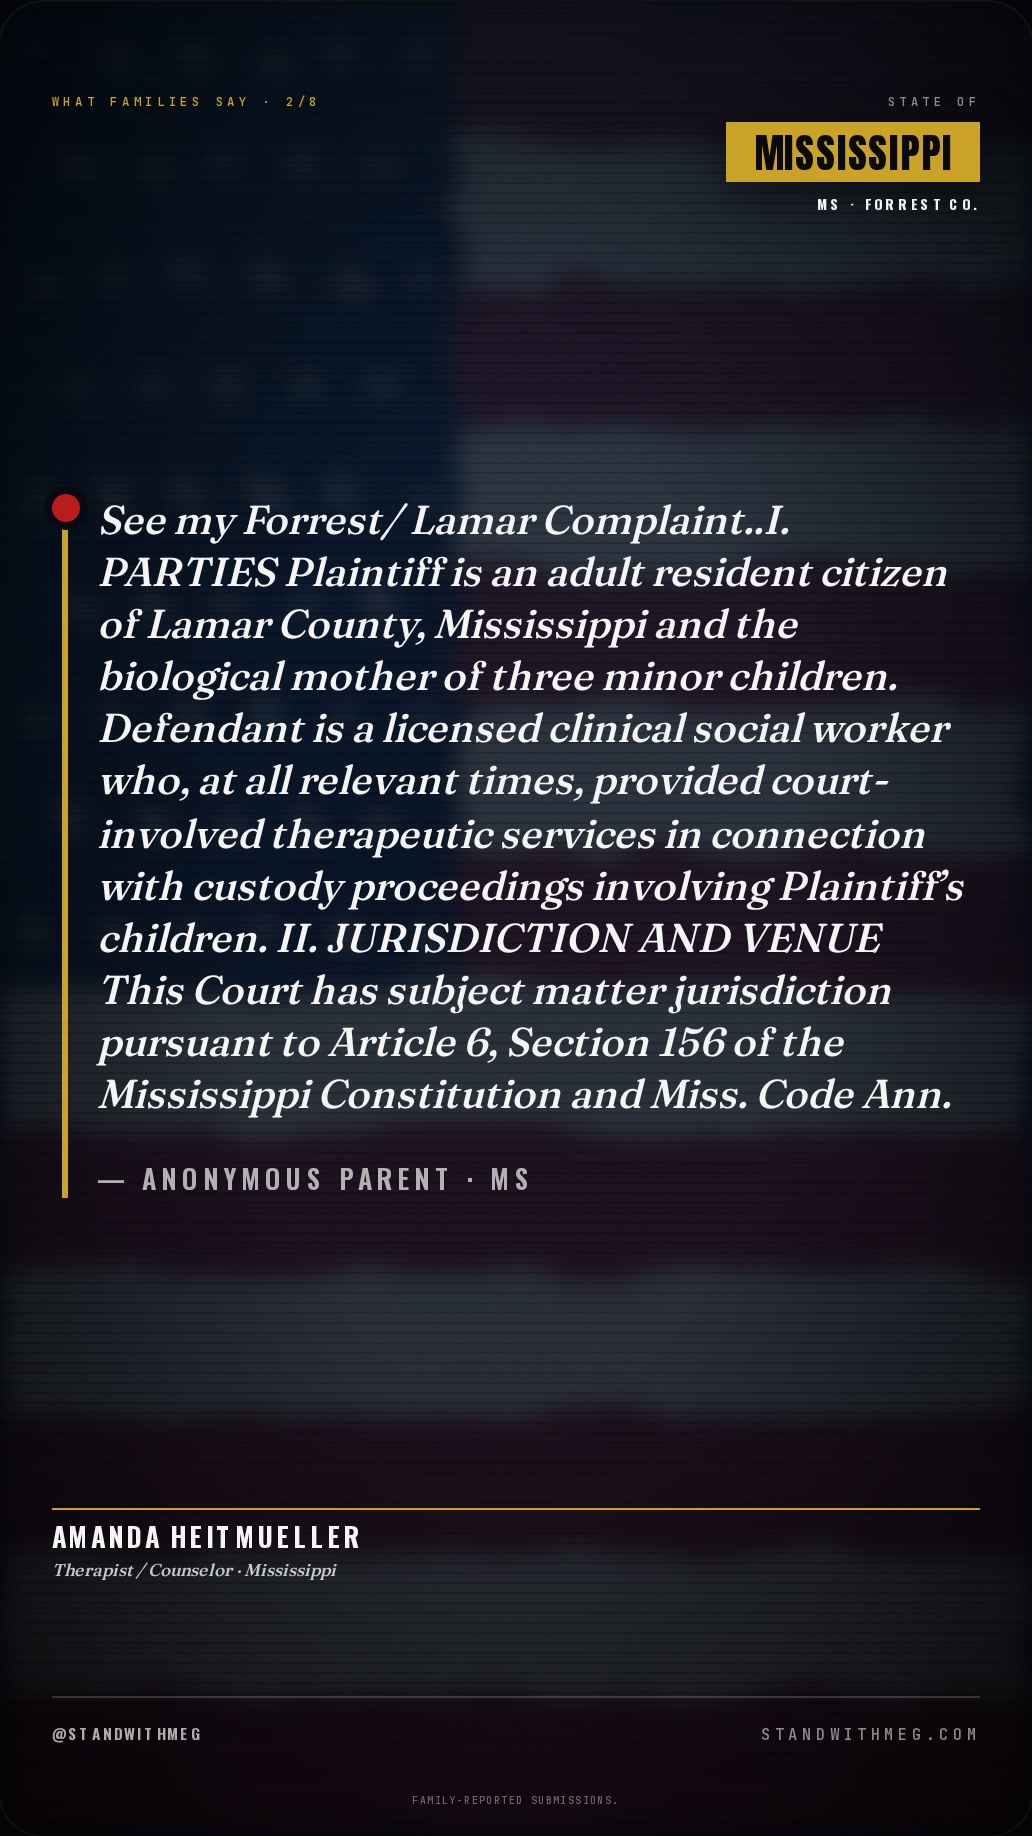 WHAT FAMILIES SAY · 2/8
STATE OF
MISSISSIPPI
MS · FORREST CO.
See my Forrest/ Lamar Complaint..I.
PARTIES Plaintiff is an adult resident citizen
of Lamar County, Mississippi and the
biological mother of three minor children.
Defendant is a licensed clinical social worker
who, at all relevant times, provided court-
involved therapeutic services in connection
with custody proceedings involving Plaintiff’s
children. II. JURISDICTION AND VENUE
This Court has subject matter jurisdiction
pursuant to Article 6, Section 156 of the
Mississippi Constitution and Miss. Code Ann.
— ANONYMOUS PARENT · MS
AMANDA HEITMUELLER
Therapist / Counselor · Mississippi
@STANDWITHMEG
STANDWITHMEG.COM
FAMILY-REPORTED SUBMISSIONS.